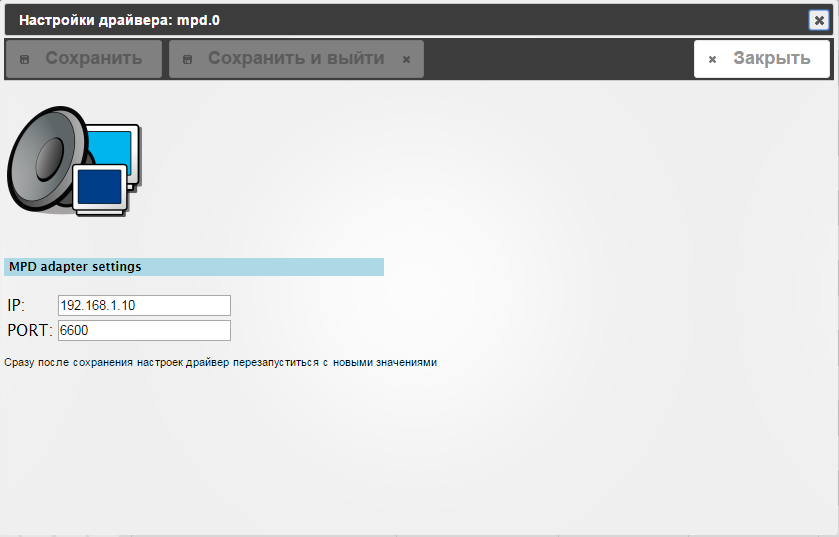 Настройки драйвера: mpd.0
Сохранить Сохранить и выйти Закрыть
MPD adapter settings
IP: 192.168.1.10
PORT: 6600
Сразу после сохранения настроек драйвер перезапуститься с новыми значениями